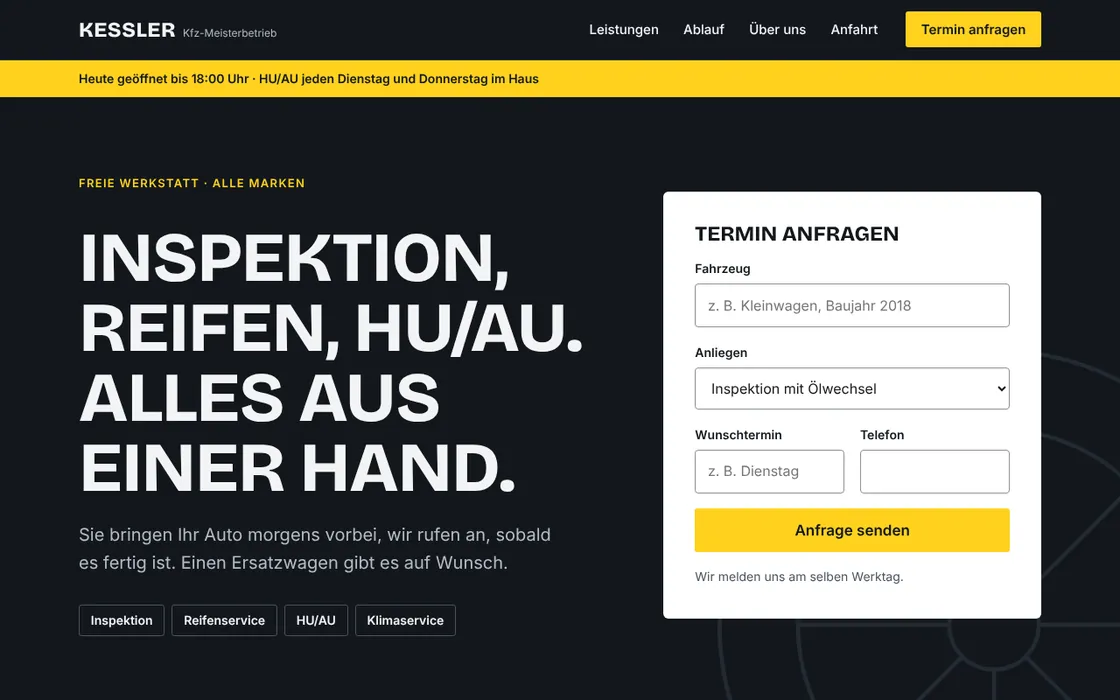 KESSLER Kfz-Meisterbetrieb
Leistungen Ablauf Über uns Anfahrt Termin anfragen
Heute geöffnet bis 18:00 Uhr · HU/AU jeden Dienstag und Donnerstag im Haus
FREIE WERKSTATT · ALLE MARKEN
INSPEKTION,
REIFEN, HU/AU.
ALLES AUS
EINER HAND.
Sie bringen Ihr Auto morgens vorbei, wir rufen an, sobald
es fertig ist. Einen Ersatzwagen gibt es auf Wunsch.
Inspektion Reifenservice HU/AU Klimaservice
TERMIN ANFRAGEN
Fahrzeug
z. B. Kleinwagen, Baujahr 2018
Anliegen
Inspektion mit Ölwechsel
Wunschtermin Telefon
z. B. Dienstag
Anfrage senden
Wir melden uns am selben Werktag.